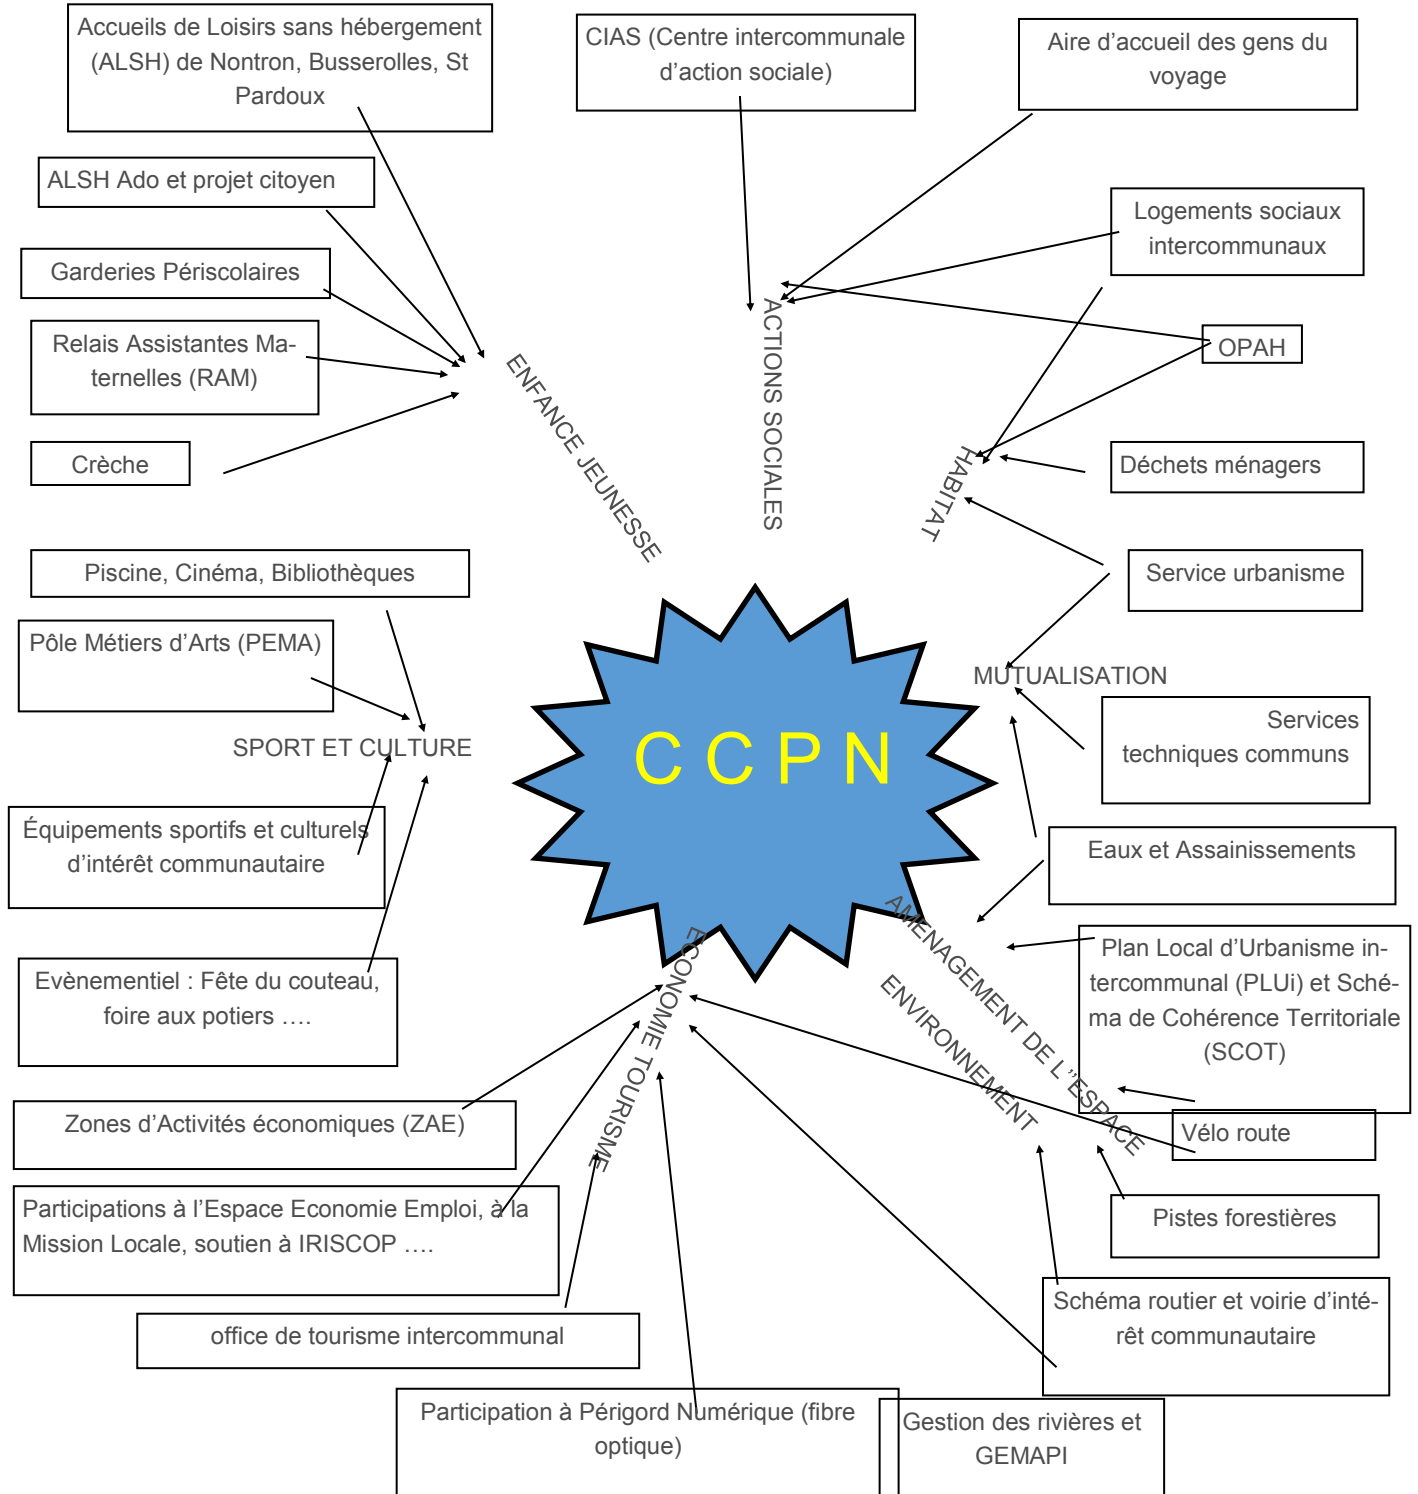 Accueils de Loisirs sans hébergement
(ALSH) de Nontron, Busserolles, St
Pardoux
CIAS (Centre intercommunale
d’action sociale)
Aire d’accueil des gens du
voyage
ALSH Ado et projet citoyen
Logements sociaux
intercommunaux
Garderies Périscolaires
Relais Assistantes Ma-
ternelles (RAM)
OPAH
Crèche
ENFANCE JEUNESSE
ACTIONS SOCIALES
HABITAT
Déchets ménagers
Piscine, Cinéma, Bibliothèques
Service urbanisme
Pôle Métiers d’Arts (PEMA)
MUTUALISATION
SPORT ET CULTURE
C C P N
Services
techniques communs
Équipements sportifs et culturels
d’intérêt communautaire
Eaux et Assainissements
Evènementiel : Fête du couteau,
foire aux potiers ….
ECONOMIE TOURISME
AMENAGEMENT DE L’’ESPACE
ENVIRONNEMENT
Plan Local d’Urbanisme in-
tercommunal (PLUi) et Sché-
ma de Cohérence Territoriale
(SCOT)
Zones d’Activités économiques (ZAE)
Vélo route
Participations à l’Espace Economie Emploi, à la
Mission Locale, soutien à IRISCOP ….
Pistes forestières
office de tourisme intercommunal
Schéma routier et voirie d’inté-
rêt communautaire
Participation à Périgord Numérique (fibre
optique)
Gestion des rivières et
GEMAPI